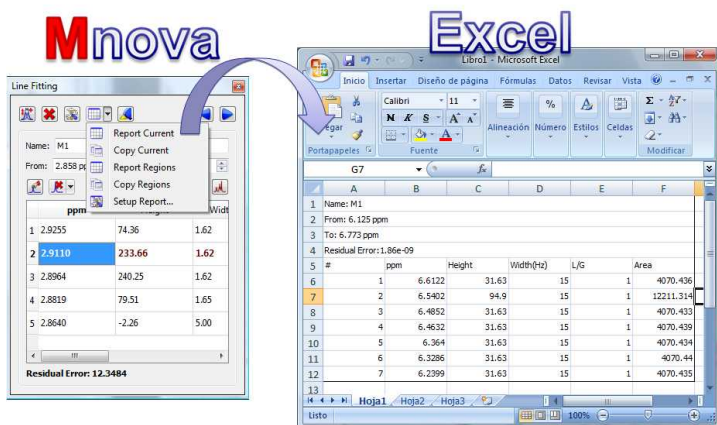 Mnova
Excel
Line Fitting
Report Current
Copy Current
Report Regions
Copy Regions
Setup Report...
Name: M1
From: 2.858 pp
ppm
Widt
1 2.9255 74.36 1.62
2 2.9110 233.66 1.62
3 2.8964 240.25 1.62
4 2.8819 79.51 1.65
5 2.8640 -2.26 5.00
Residual Error: 12.3484
Libro1 - Microsoft Excel
Inicio Insertar Diseño de página Fórmulas Datos Revisar Vista
Calibri 11
N K S A A
egar
Alineación Número Estilos Celdas
Portapapeles Fuente Modificar
G7 fx
A B C D E F
1 Name: M1
2 From: 6.125 ppm
3 To: 6.773 ppm
4 Residual Error:1.86e-09
5 # ppm Height Width(Hz) L/G Area
6 1 6.6122 31.63 15 1 4070.436
7 2 6.5402 94.9 15 1 12211.314
8 3 6.4852 31.63 15 1 4070.433
9 4 6.4632 31.63 15 1 4070.439
10 5 6.364 31.63 15 1 4070.434
11 6 6.3286 31.63 15 1 4070.44
12 7 6.2399 31.63 15 1 4070.435
13
Hoja1 Hoja2 Hoja3
Listo 100%